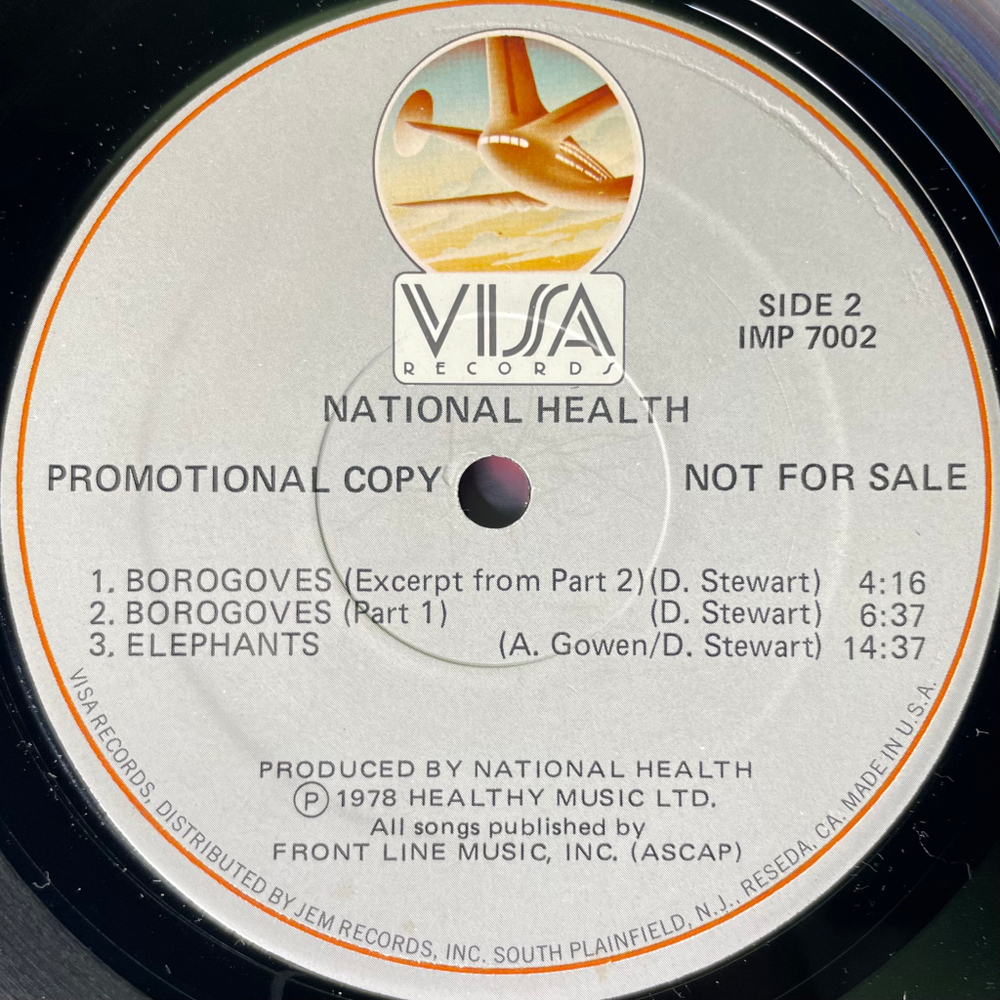 VISA
RECORDS
SIDE 2
IMP 7002
NATIONAL HEALTH
PROMOTIONAL COPY NOT FOR SALE
1. BOROGOVES (Excerpt from Part 2) (D. Stewart) 4:16
2. BOROGOVES (Part 1) (D. Stewart) 6:37
3. ELEPHANTS (A. Gowen/D. Stewart) 14:37
PRODUCED BY NATIONAL HEALTH
Ⓟ 1978 HEALTHY MUSIC LTD.
All songs published by
FRONT LINE MUSIC, INC. (ASCAP)
VISA RECORDS, DISTRIBUTED BY JEM RECORDS, INC. SOUTH PLAINFIELD, N.J., RESEDA, CA. MADE IN U.S.A.